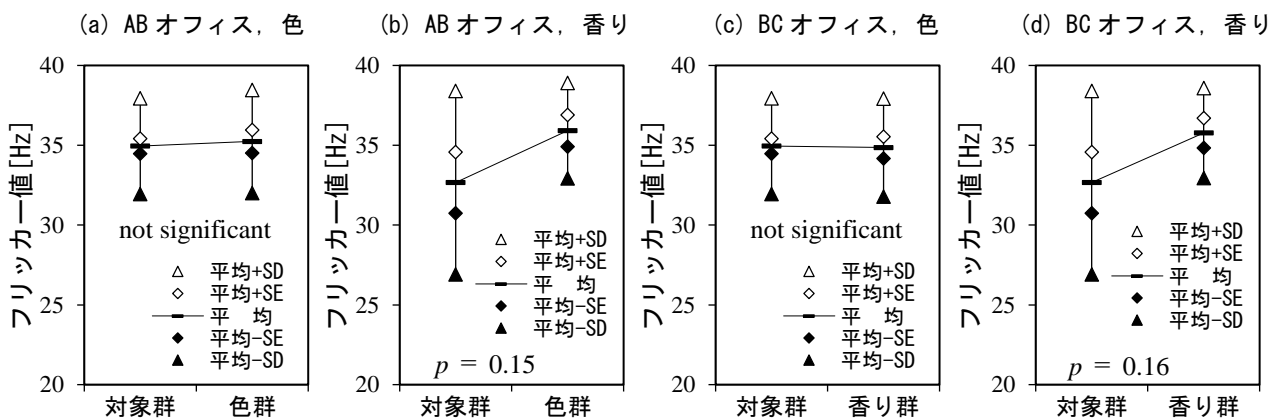 (a) AB オフィス, 色
40
35
30
25
20
フリッカー値[Hz]
not significant
平均+SD
平均+SE
平　均
平均−SE
平均−SD
対象群
色群
(b) AB オフィス, 香り
40
35
30
25
20
フリッカー値[Hz]
平均+SD
平均+SE
平　均
平均−SE
平均−SD
p = 0.15
対象群
色群
(c) BC オフィス, 色
40
35
30
25
20
フリッカー値[Hz]
not significant
平均+SD
平均+SE
平　均
平均−SE
平均−SD
対象群
香り群
(d) BC オフィス, 香り
40
35
30
25
20
フリッカー値[Hz]
平均+SD
平均+SE
平　均
平均−SE
平均−SD
p = 0.16
対象群
香り群